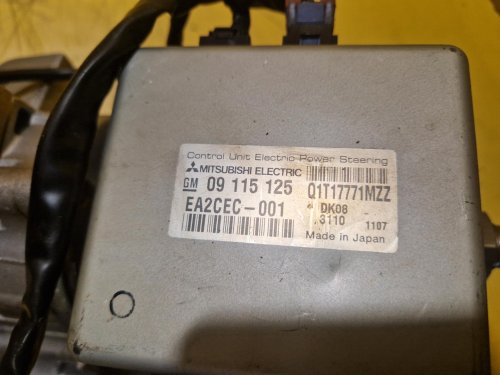 Control Unit Electric Power Steering
MITSUBISHI ELECTRIC
GM 09 115 125 Q1T17771MZZ
EA2CEC-001 * DK08 -
.3110 1107
Made in Japan